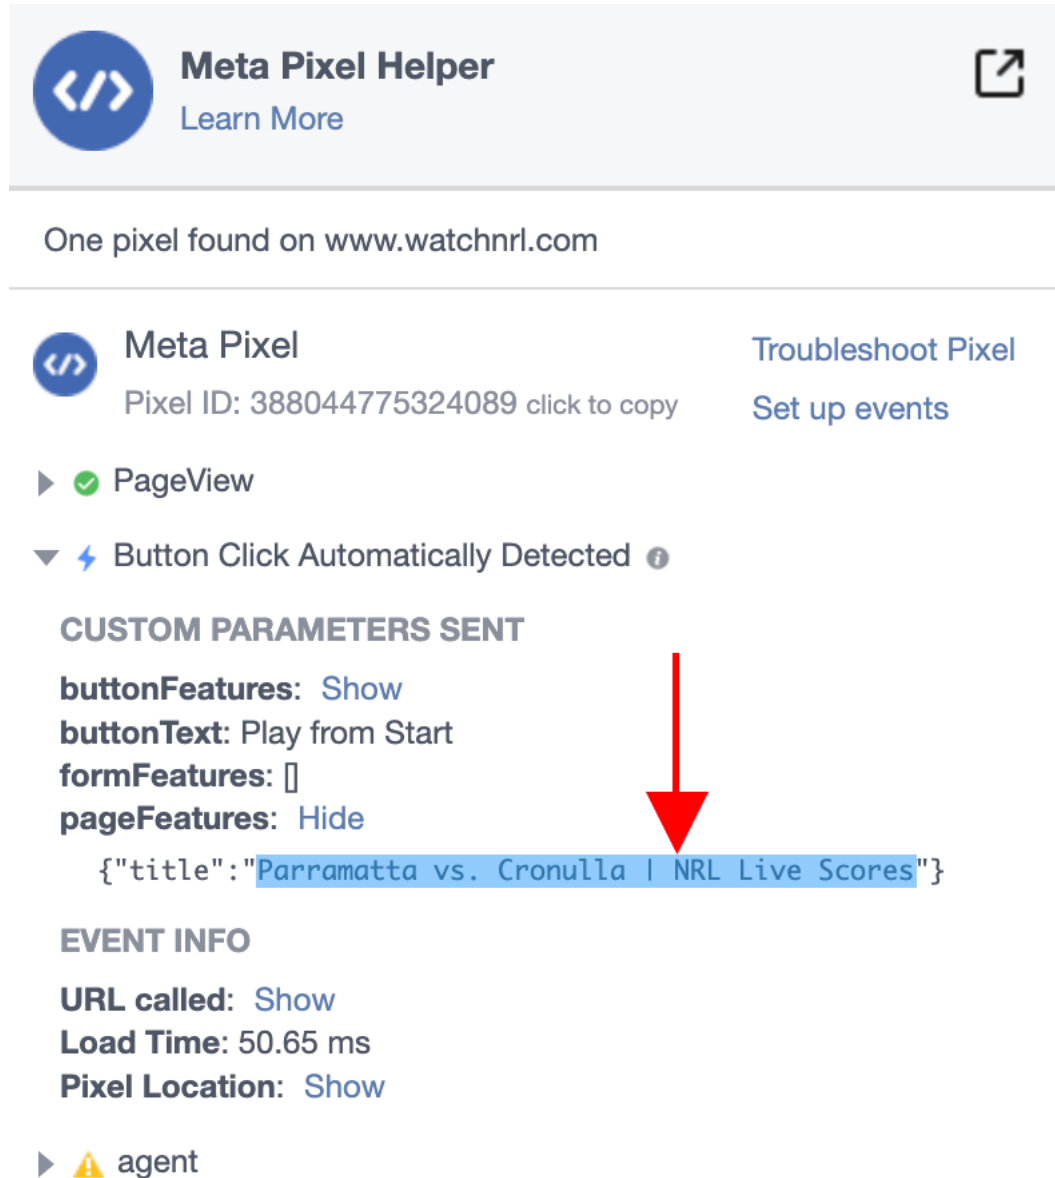 Meta Pixel Helper
Learn More
One pixel found on www.watchnrl.com
Meta Pixel
Troubleshoot Pixel
Pixel ID: 388044775324089 click to copy
Set up events
PageView
Button Click Automatically Detected
CUSTOM PARAMETERS SENT
buttonFeatures: Show
buttonText: Play from Start
formFeatures: []
pageFeatures: Hide
{"title":"Parramatta vs. Cronulla | NRL Live Scores"}
EVENT INFO
URL called: Show
Load Time: 50.65 ms
Pixel Location: Show
agent